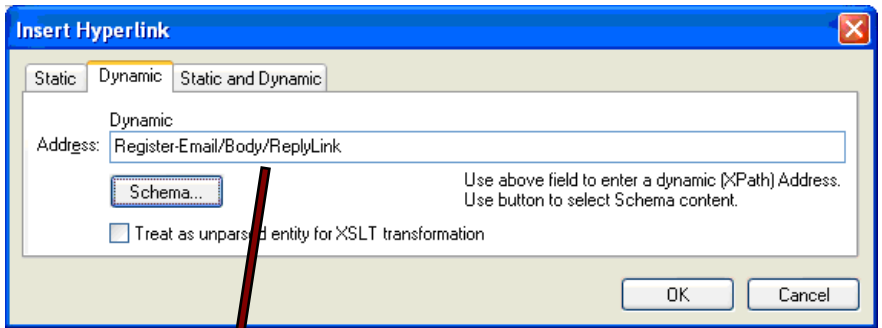 Insert Hyperlink
Static Dynamic Static and Dynamic
Dynamic
Address: Register-Email/Body/ReplyLink
Schema... Use above field to enter a dynamic (XPath) Address.
Use button to select Schema content.
Treat as unparsed entity for XSLT transformation
OK Cancel